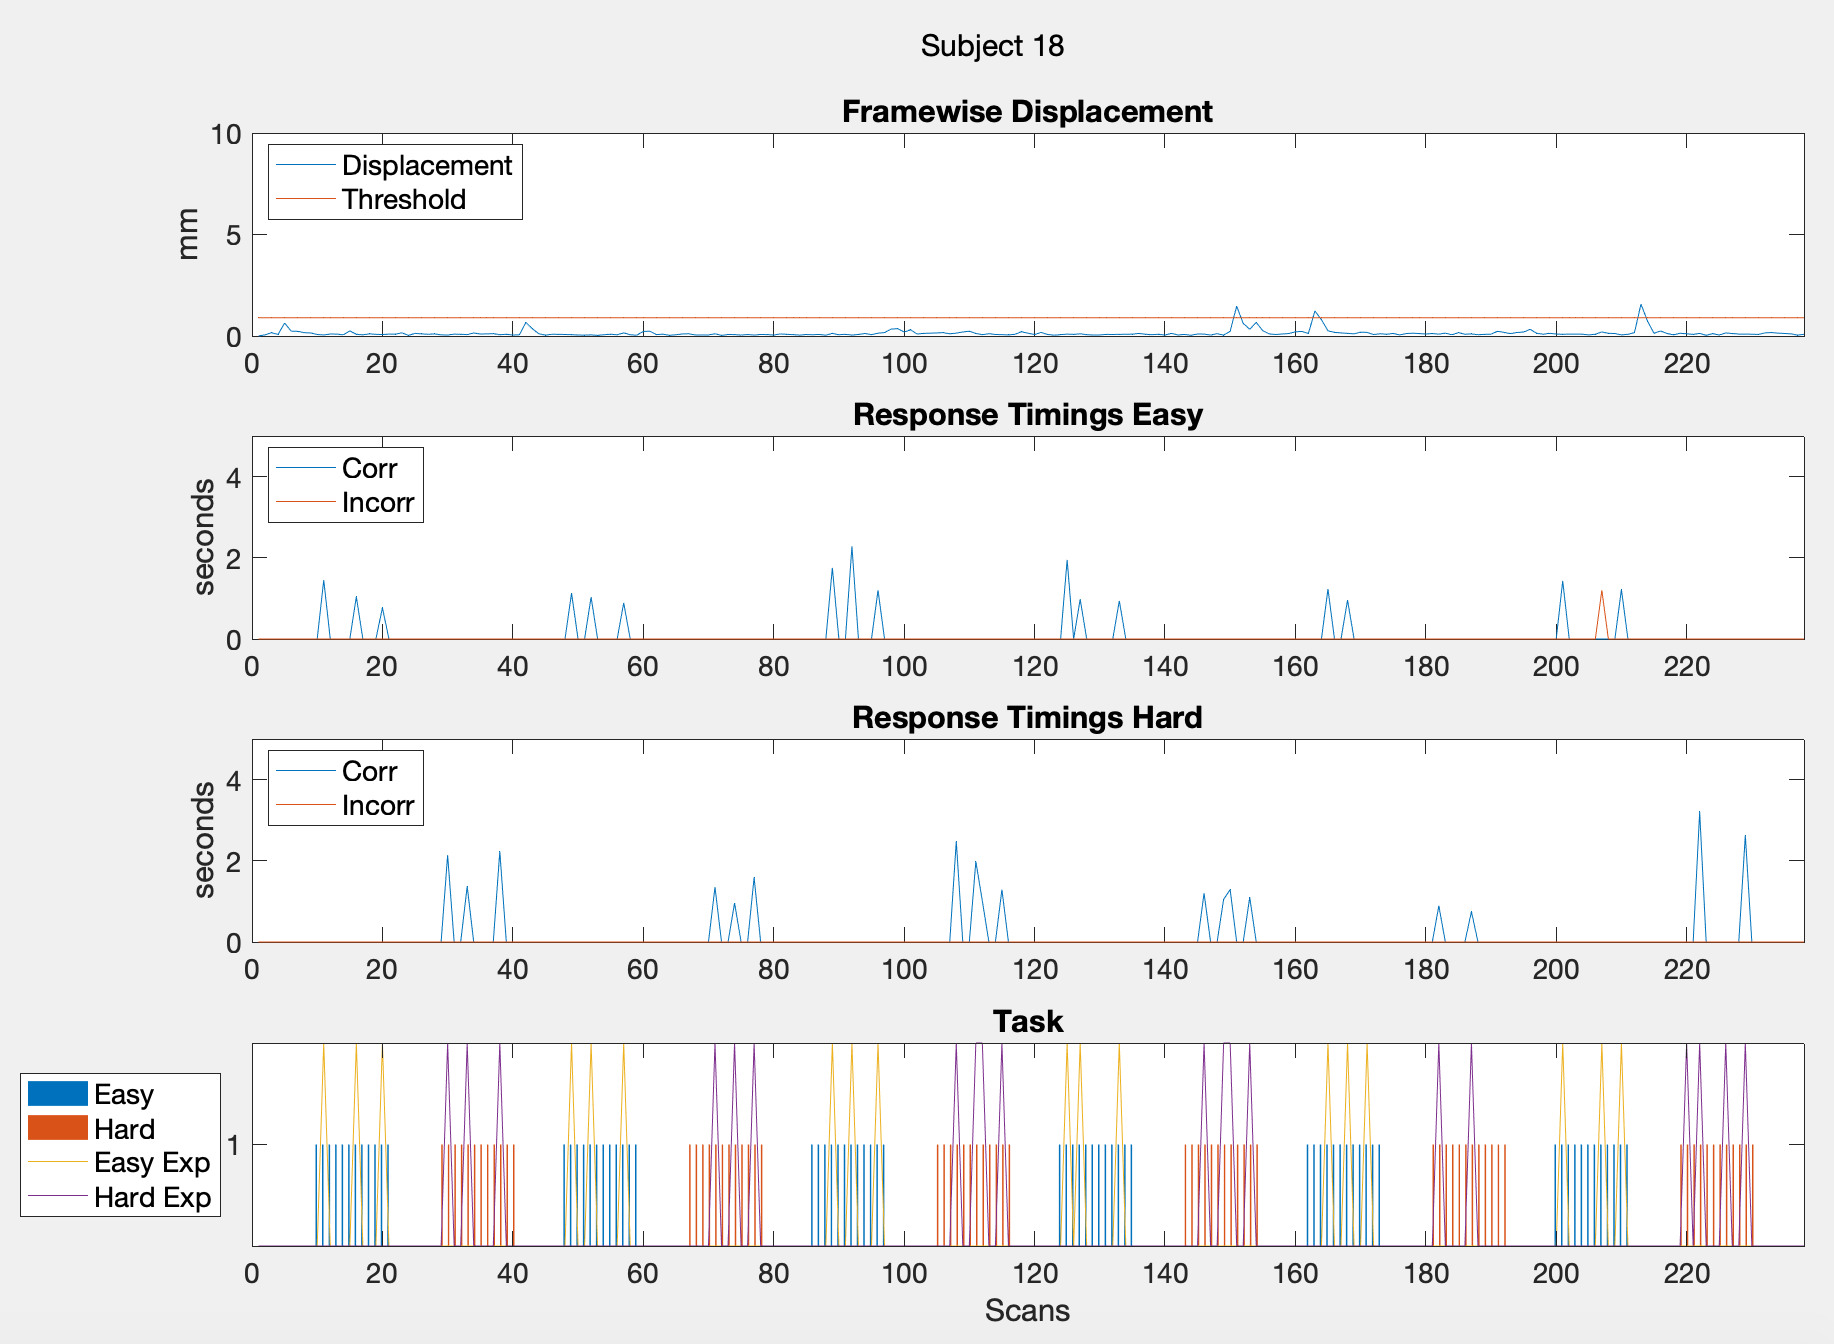 Subject 18
Framewise Displacement
10
5
0
mm
Displacement
Threshold
0 20 40 60 80 100 120 140 160 180 200 220
Response Timings Easy
4
2
0
seconds
Corr
Incorr
0 20 40 60 80 100 120 140 160 180 200 220
Response Timings Hard
4
2
0
seconds
Corr
Incorr
0 20 40 60 80 100 120 140 160 180 200 220
Task
Easy
Hard
Easy Exp
Hard Exp
1
0 20 40 60 80 100 120 140 160 180 200 220
Scans